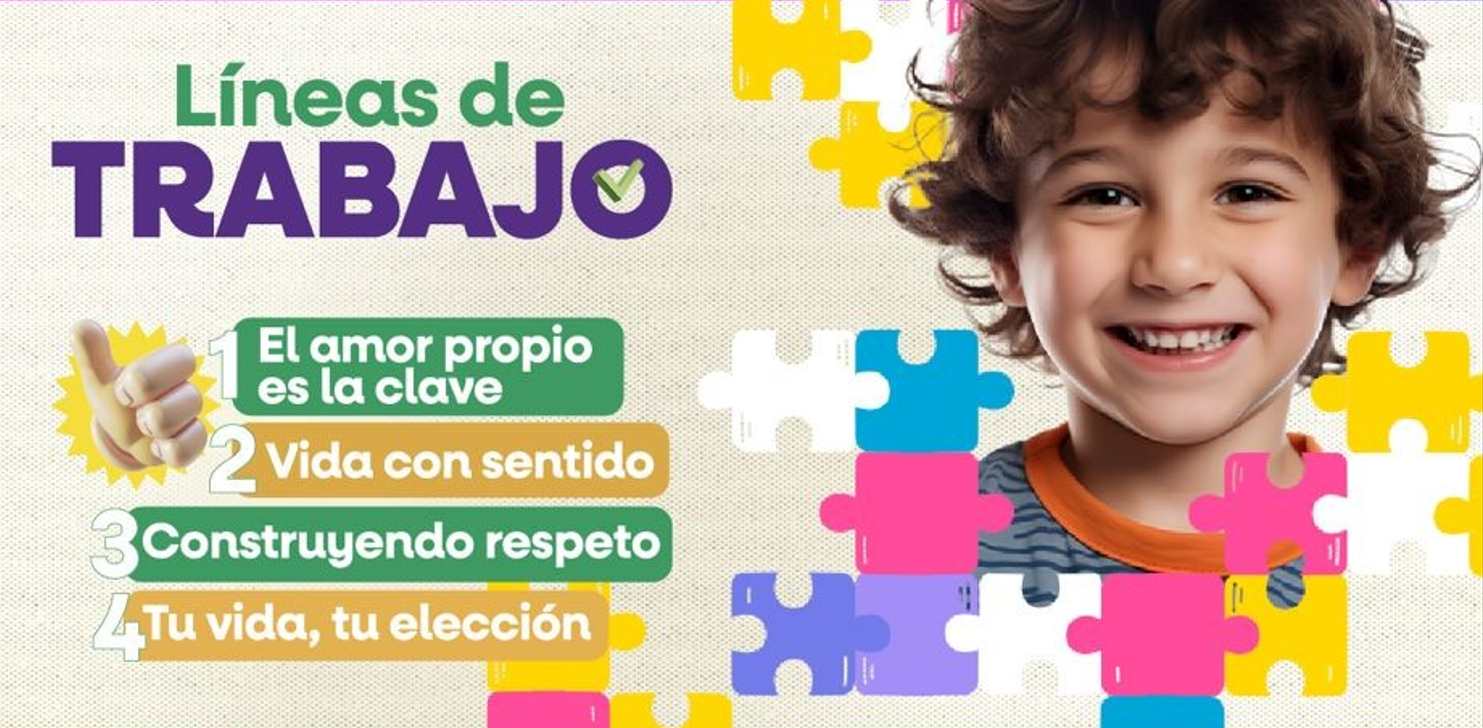 Líneas de
TRABAJO
1 El amor propio
es la clave
2 Vida con sentido
3 Construyendo respeto
4 Tu vida, tu elección